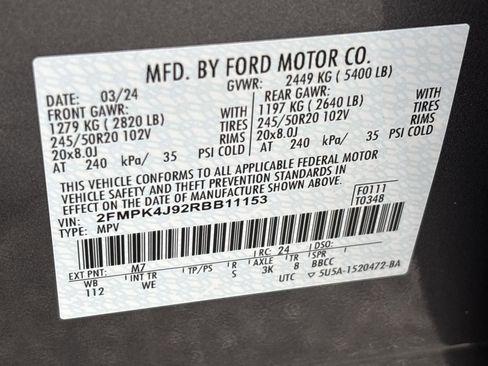 MFD. BY FORD MOTOR CO.
DATE: 03/24 GVWR: 2449 KG ( 5400 LB)
FRONT GAWR: REAR GAWR:
1279 KG ( 2820 LB) WITH 1197 KG ( 2640 LB) WITH
245/50R20 102V TIRES 245/50R20 102V TIRES
20x8.0J RIMS 20x8.0J RIMS
AT 240 kPa/ 35 PSI COLD AT 240 kPa/ 35 PSI COLD
THIS VEHICLE CONFORMS TO ALL APPLICABLE FEDERAL MOTOR
VEHICLE SAFETY AND THEFT PREVENTION STANDARDS IN EFFECT
ON THE DATE OF MANUFACTURE SHOWN ABOVE.
VIN: 2FMPK4J92RBB11153 F0111
TYPE: MPV T0348
EXT PNT: M7 RC: 24 DSO:
WB INT TR TP/PS R AXLE TR SPR
112 WE S 3K 8 BBCC
UTC ▽ 5U5A-1520472-BA